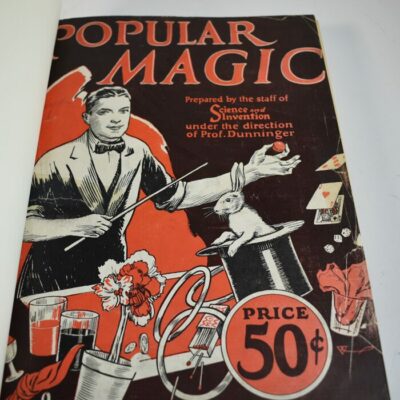 POPULAR
MAGIC
Prepared by the staff of
Science and
Invention
under the direction
of Prof. Dunninger
PRICE
50¢